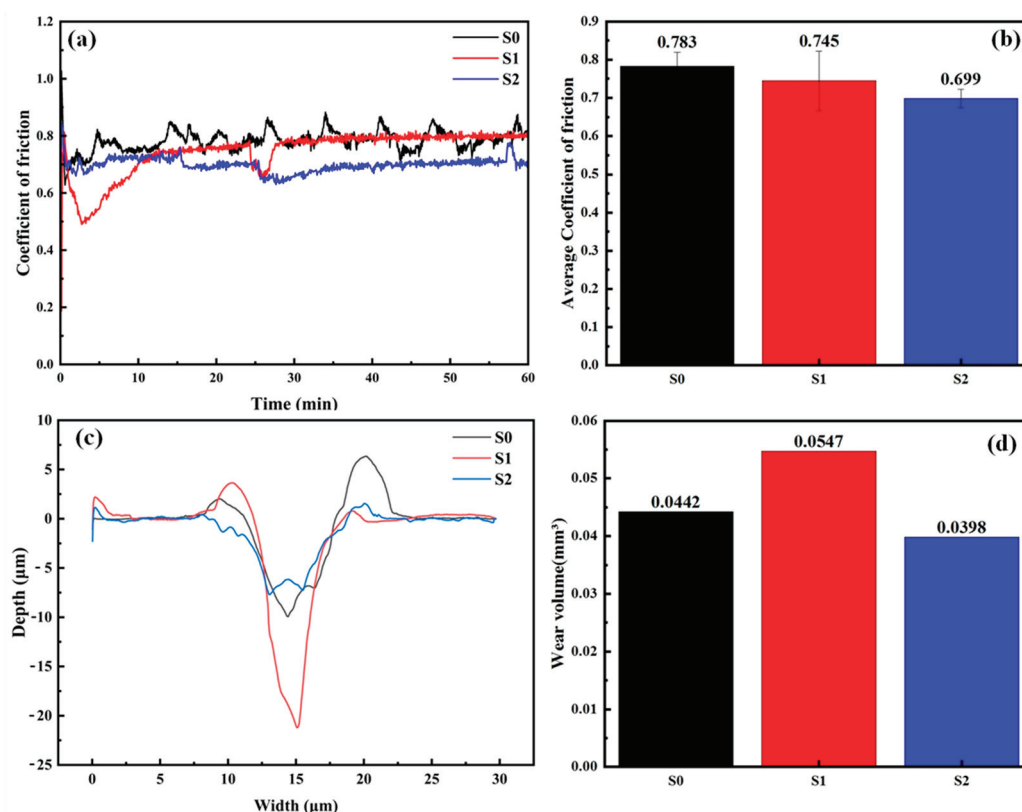 (a)
S0
S1
S2
1.2
1.0
0.8
0.6
0.4
0.2
0.0
Coefficient of friction
0 10 20 30 40 50 60
Time (min)
(b)
0.9
0.8
0.7
0.6
0.5
0.4
0.3
0.2
0.1
0.0
Average Coefficient of friction
0.783
0.745
0.699
S0 S1 S2
(c)
S0
S1
S2
10
5
0
-5
-10
-15
-20
-25
Depth (μm)
0 5 10 15 20 25 30
Width (μm)
(d)
0.06
0.05
0.04
0.03
0.02
0.01
0.00
Wear volume(mm³)
0.0442
0.0547
0.0398
S0 S1 S2